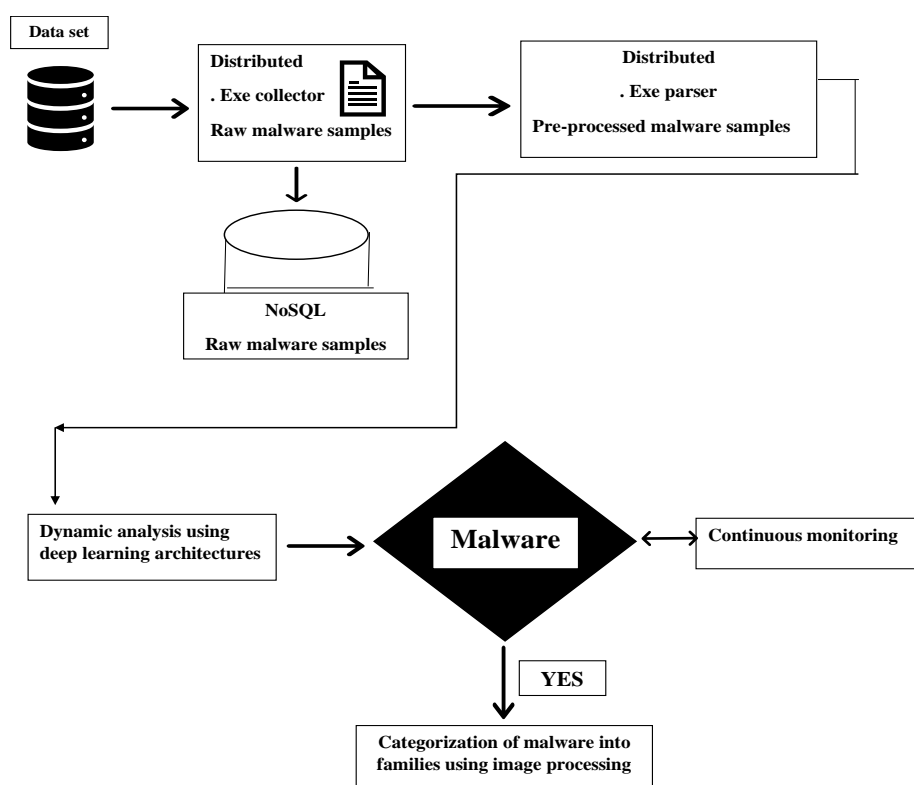 Data set
Distributed
. Exe collector
Raw malware samples
Distributed
. Exe parser
Pre-processed malware samples
NoSQL
Raw malware samples
Dynamic analysis using
deep learning architectures
Malware
Continuous monitoring
YES
Categorization of malware into
families using image processing